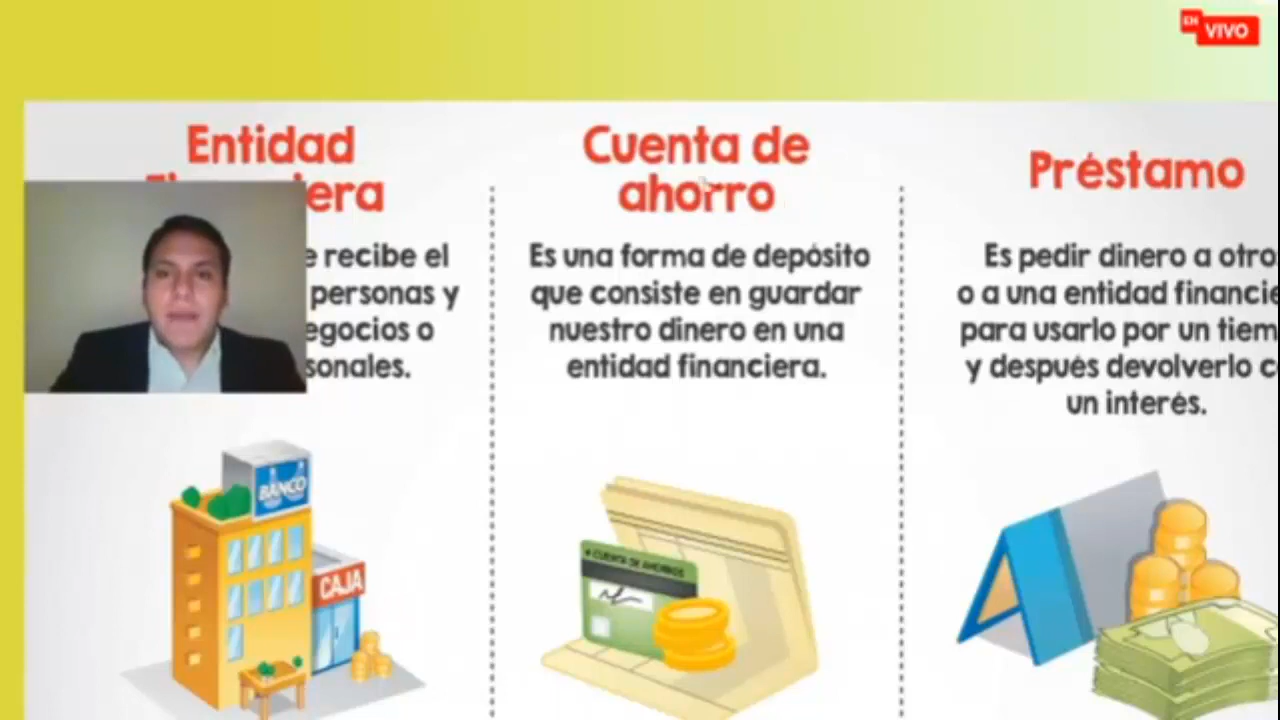 EN VIVO
Entidad
era
e recibe el
personas y
egocios o
sonales.
Cuenta de
ahorro
Es una forma de depósito
que consiste en guardar
nuestro dinero en una
entidad financiera.
Préstamo
Es pedir dinero a otro
o a una entidad financie
para usarlo por un tiem
y después devolverlo c
un interés.
BANCO
CAJA
CUENTA DE AHORROS